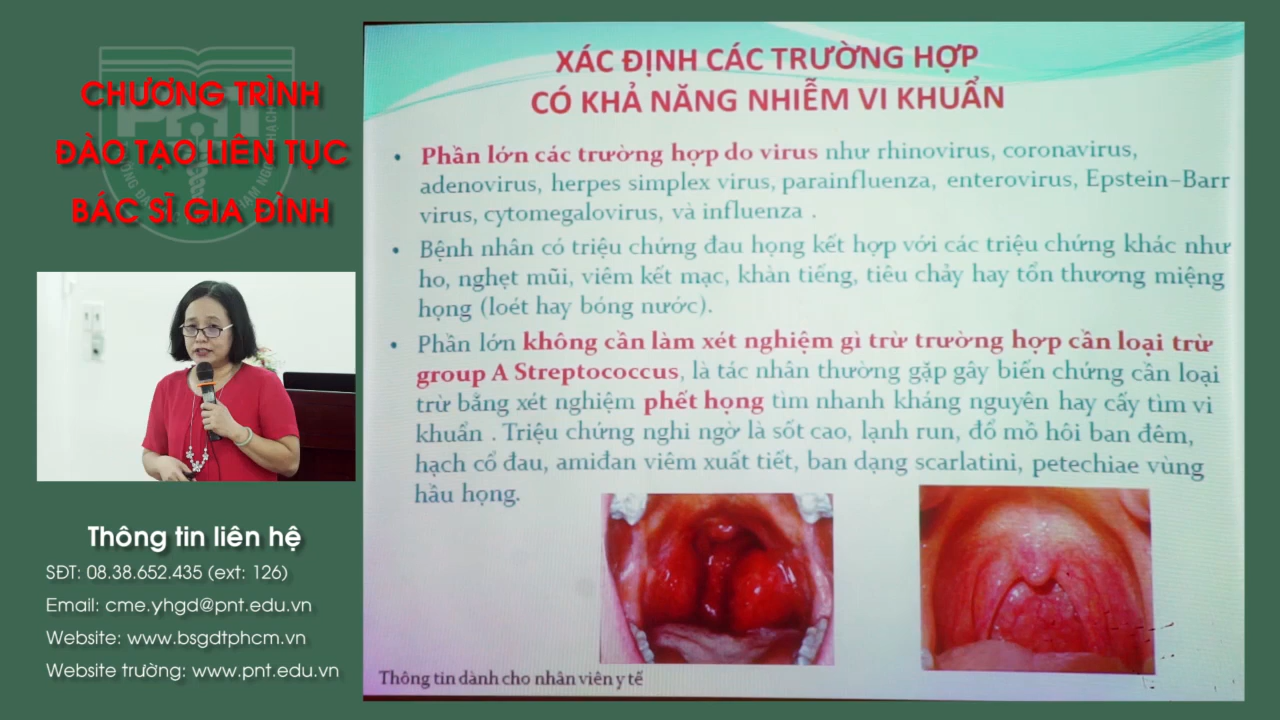 CHƯƠNG TRÌNH
ĐÀO TẠO LIÊN TỤC
BÁC SĨ GIA ĐÌNH
PNT
XÁC ĐỊNH CÁC TRƯỜNG HỢP
CÓ KHẢ NĂNG NHIỄM VI KHUẨN
• Phần lớn các trường hợp do virus như rhinovirus, coronavirus,
adenovirus, herpes simplex virus, parainfluenza, enterovirus, Epstein–Barr
virus, cytomegalovirus, và influenza .
• Bệnh nhân có triệu chứng đau họng kết hợp với các triệu chứng khác như
ho, nghẹt mũi, viêm kết mạc, khàn tiếng, tiêu chảy hay tổn thương miệng
họng (loét hay bóng nước).
• Phần lớn không cần làm xét nghiệm gì trừ trường hợp cần loại trừ
group A Streptococcus, là tác nhân thường gặp gây biến chứng cần loại
trừ bằng xét nghiệm phết họng tìm nhanh kháng nguyên hay cấy tìm vi
khuẩn . Triệu chứng nghi ngờ là sốt cao, lạnh run, đổ mồ hôi ban đêm,
hạch cổ đau, amiđan viêm xuất tiết, ban dạng scarlatini, petechiae vùng
hầu họng.
Thông tin dành cho nhân viên y tế
Thông tin liên hệ
SĐT: 08.38.652.435 (ext: 126)
Email: cme.yhgd@pnt.edu.vn
Website: www.bsgdtphcm.vn
Website trường: www.pnt.edu.vn